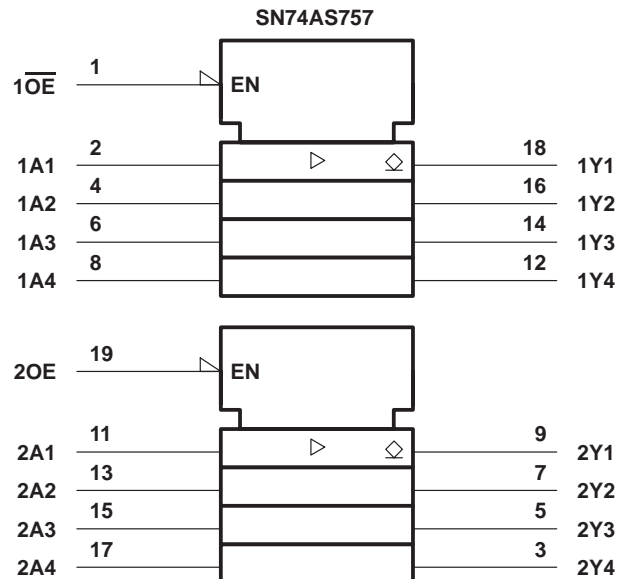 SN74AS757
1O̅E̅ 1 EN
1A1 2 18 1Y1
1A2 4 16 1Y2
1A3 6 14 1Y3
1A4 8 12 1Y4
2OE 19 EN
2A1 11 9 2Y1
2A2 13 7 2Y2
2A3 15 5 2Y3
2A4 17 3 2Y4